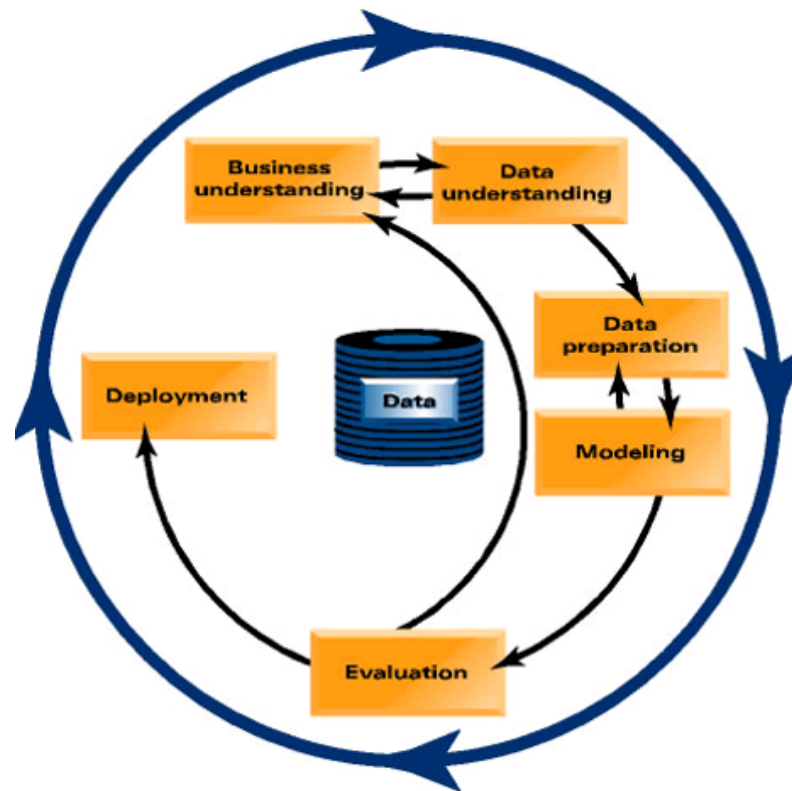 Business
understanding
Data
understanding
Data
preparation
Deployment
Data
Modeling
Evaluation